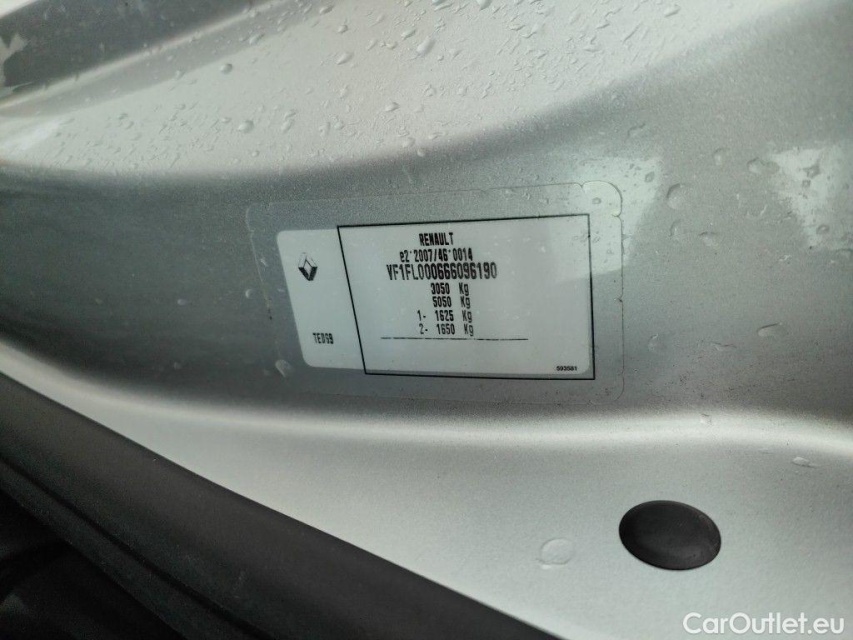 RENAULT
e2*2007/46*0014
VF1FL000666096190
3050 Kg
5050 Kg
1- 1625 Kg
2- 1650 Kg
TED69
593581
CarOutlet.eu